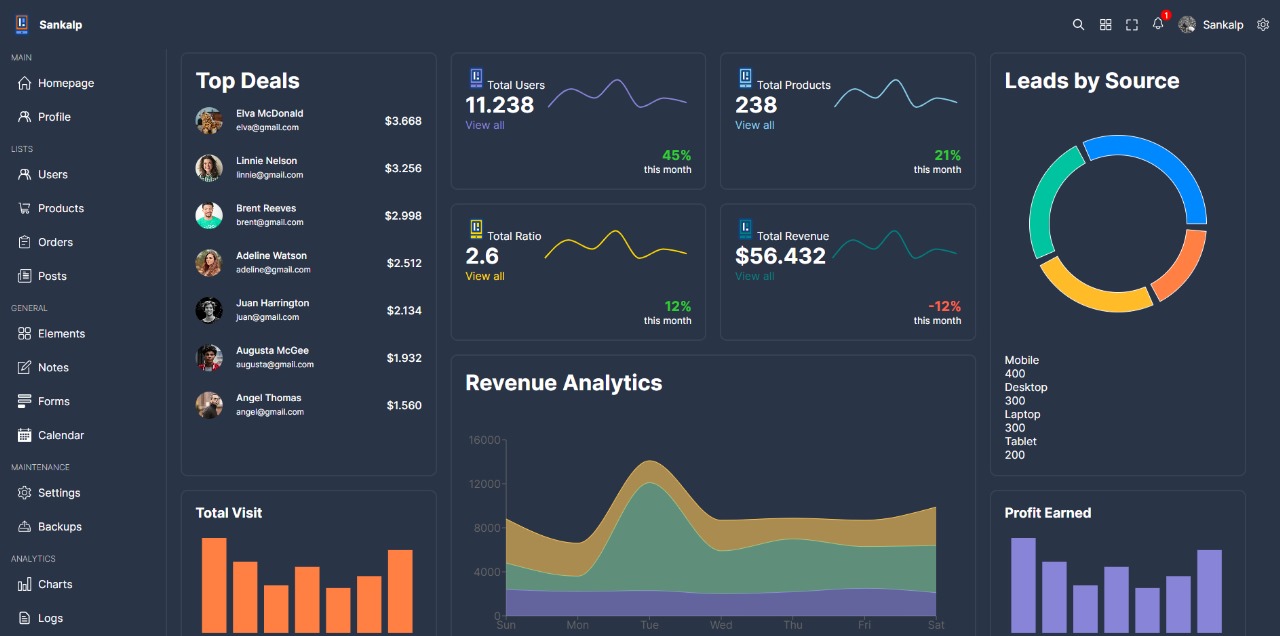 Sankalp
1
Sankalp
MAIN
Homepage
Profile
LISTS
Users
Products
Orders
Posts
GENERAL
Elements
Notes
Forms
Calendar
MAINTENANCE
Settings
Backups
ANALYTICS
Charts
Logs
Top Deals
Elva McDonald
elva@gmail.com
$3.668
Linnie Nelson
linnie@gmail.com
$3.256
Brent Reeves
brent@gmail.com
$2.998
Adeline Watson
adeline@gmail.com
$2.512
Juan Harrington
juan@gmail.com
$2.134
Augusta McGee
augusta@gmail.com
$1.932
Angel Thomas
angel@gmail.com
$1.560
Total Visit
Total Users
11.238
View all
45%
this month
Total Products
238
View all
21%
this month
Total Ratio
2.6
View all
12%
this month
Total Revenue
$56.432
View all
-12%
this month
Revenue Analytics
16000
12000
8000
4000
0
Sun Mon Tue Wed Thu Fri Sat
Leads by Source
Mobile
400
Desktop
300
Laptop
300
Tablet
200
Profit Earned